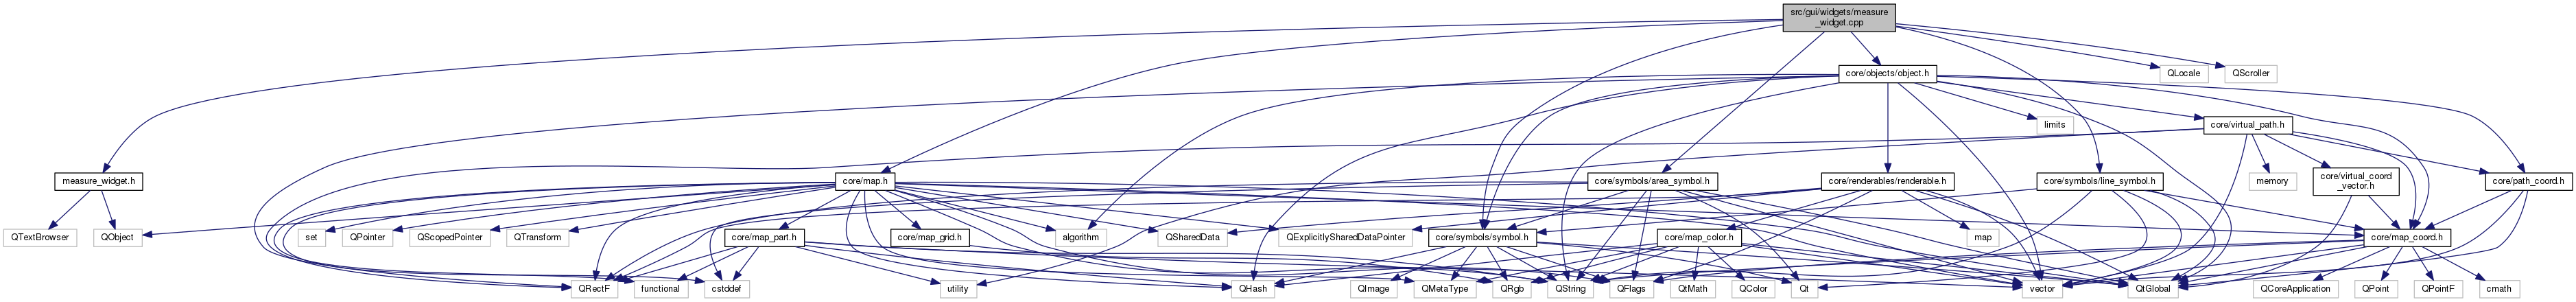 src/gui/widgets/measure
_widget.cpp
QLocale
QScroller
core/objects/object.h
limits
core/virtual_path.h
measure_widget.h
core/map.h
core/symbols/area_symbol.h
core/renderables/renderable.h
core/symbols/line_symbol.h
memory
core/virtual_coord
_vector.h
core/path_coord.h
QTextBrowser
QObject
set
QPointer
QScopedPointer
QTransform
core/map_part.h
core/map_grid.h
algorithm
QSharedData
QExplicitlySharedDataPointer
core/symbols/symbol.h
core/map_color.h
map
core/map_coord.h
QRectF
functional
cstddef
utility
QHash
QImage
QMetaType
QRgb
QString
QFlags
QtMath
QColor
Qt
vector
QtGlobal
QCoreApplication
QPoint
QPointF
cmath